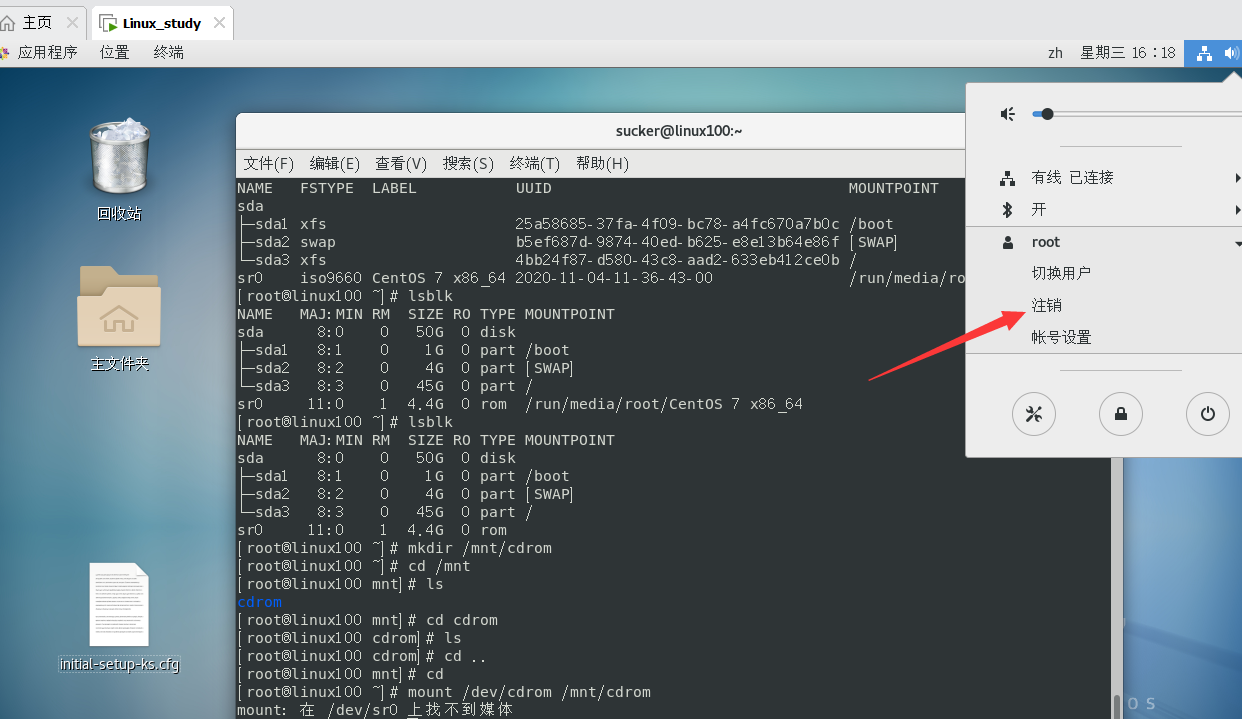 主页
Linux_study
应用程序 位置 终端
zh 星期三 16：18
回收站
主文件夹
initial-setup-ks.cfg
sucker@linux100:~
文件(F) 编辑(E) 查看(V) 搜索(S) 终端(T) 帮助(H)
NAME FSTYPE LABEL UUID MOUNTPOINT
sda
├─sda1 xfs 25a58685-37fa-4f09-bc78-a4fc670a7b0c /boot
├─sda2 swap b5ef687d-9874-40ed-b625-e8e13b64e86f [SWAP]
└─sda3 xfs 4bb24f87-d580-43c8-aad2-633eb412ce0b /
sr0 iso9660 CentOS 7 x86_64 2020-11-04-11-36-43-00 /run/media/ro
[root@linux100 ~]# lsblk
NAME MAJ:MIN RM SIZE RO TYPE MOUNTPOINT
sda 8:0 0 50G 0 disk
├─sda1 8:1 0 1G 0 part /boot
├─sda2 8:2 0 4G 0 part [SWAP]
└─sda3 8:3 0 45G 0 part /
sr0 11:0 1 4.4G 0 rom /run/media/root/CentOS 7 x86_64
[root@linux100 ~]# lsblk
NAME MAJ:MIN RM SIZE RO TYPE MOUNTPOINT
sda 8:0 0 50G 0 disk
├─sda1 8:1 0 1G 0 part /boot
├─sda2 8:2 0 4G 0 part [SWAP]
└─sda3 8:3 0 45G 0 part /
sr0 11:0 1 4.4G 0 rom
[root@linux100 ~]# mkdir /mnt/cdrom
[root@linux100 ~]# cd /mnt
[root@linux100 mnt]# ls
cdrom
[root@linux100 mnt]# cd cdrom
[root@linux100 cdrom]# ls
[root@linux100 cdrom]# cd ..
[root@linux100 mnt]# cd
[root@linux100 ~]# mount /dev/cdrom /mnt/cdrom
mount: 在 /dev/sr0 上找不到媒体
有线 已连接
开
root
切换用户
注销
帐号设置
OS